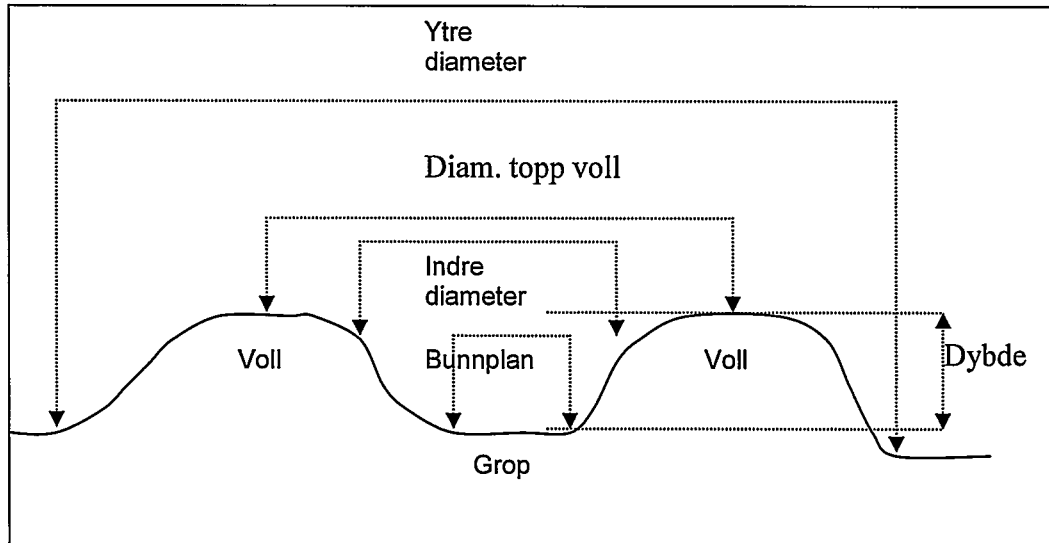 Ytre
diameter
Diam. topp voll
Indre
diameter
Voll
Bunnplan
Voll
Dybde
Grop